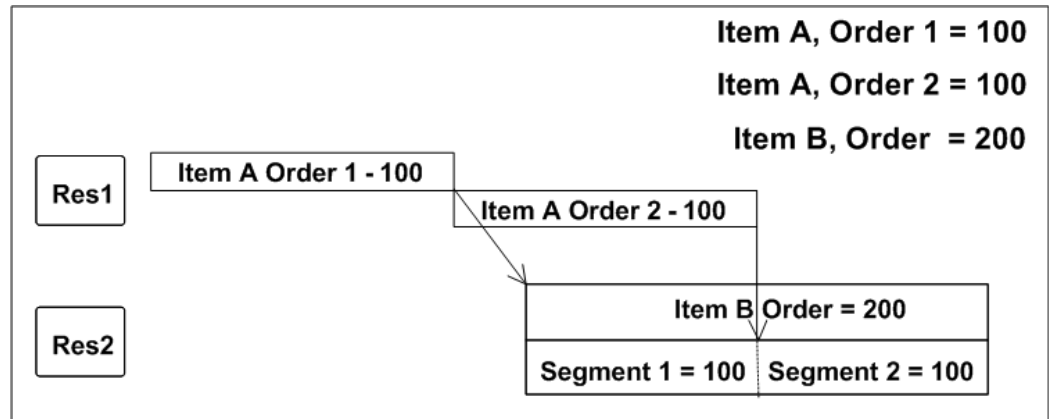 Item A, Order 1 = 100
Item A, Order 2 = 100
Item B, Order = 200
Res1
Item A Order 1 - 100
Item A Order 2 - 100
Res2
Item B Order = 200
Segment 1 = 100
Segment 2 = 100